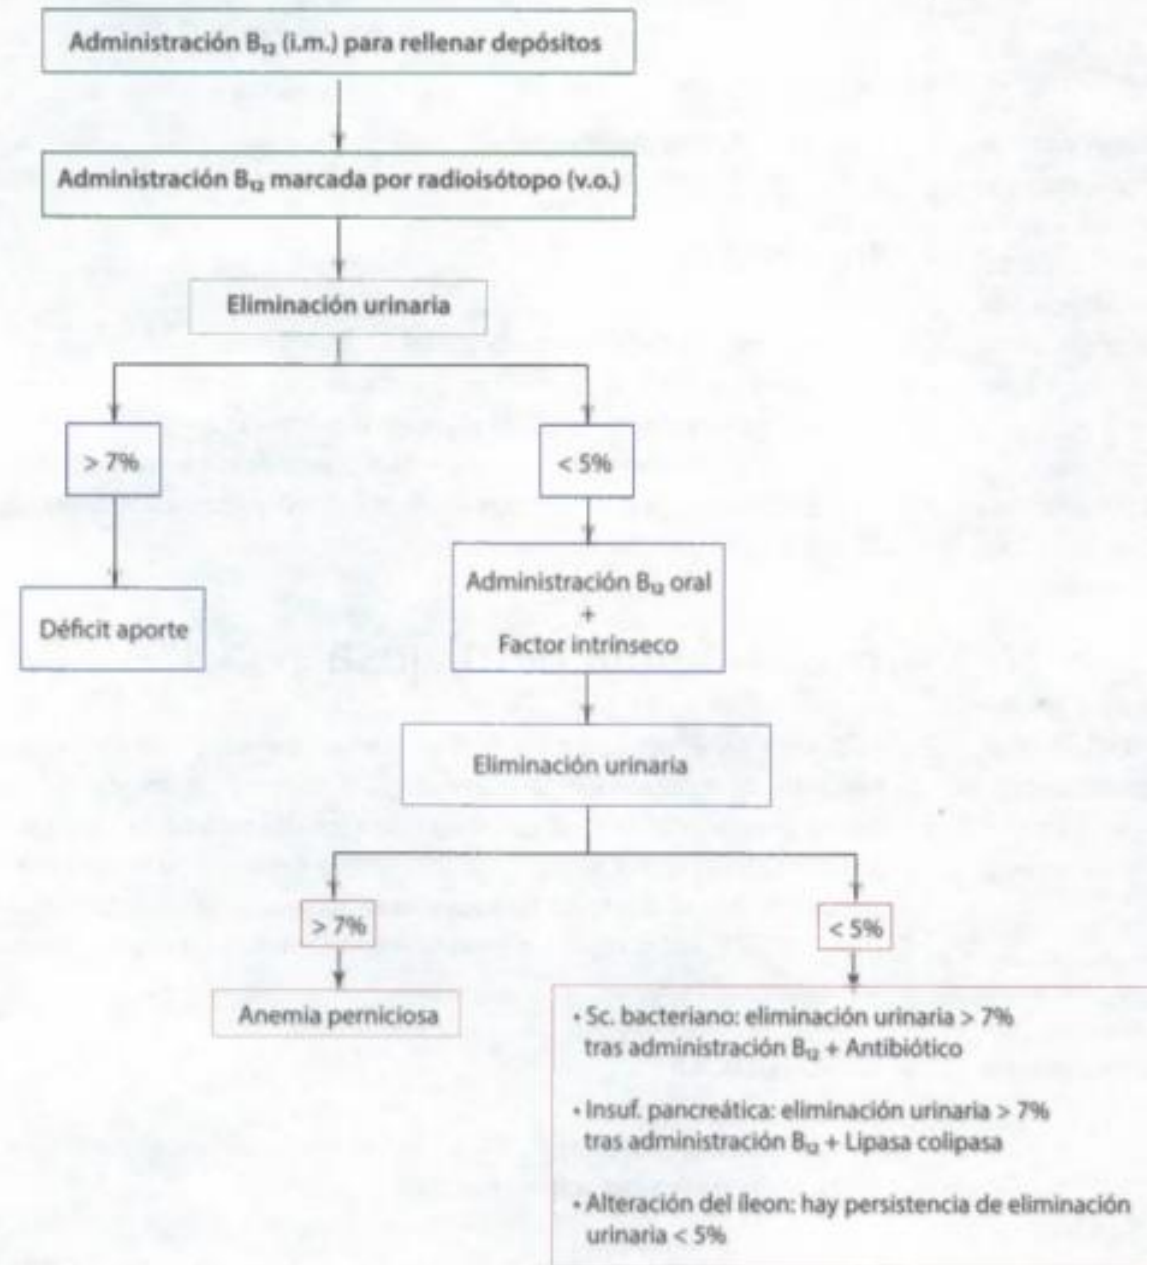 Administración B₁₂ (i.m.) para rellenar depósitos
Administración B₁₂ marcada por radioisótopo (v.o.)
Eliminación urinaria
> 7%
< 5%
Déficit aporte
Administración B₁₂ oral
+
Factor intrínseco
Eliminación urinaria
> 7%
< 5%
Anemia perniciosa
• Sc. bacteriano: eliminación urinaria > 7%
tras administración B₁₂ + Antibiótico
• Insuf. pancreática: eliminación urinaria > 7%
tras administración B₁₂ + Lipasa colipasa
• Alteración del íleon: hay persistencia de eliminación
urinaria < 5%